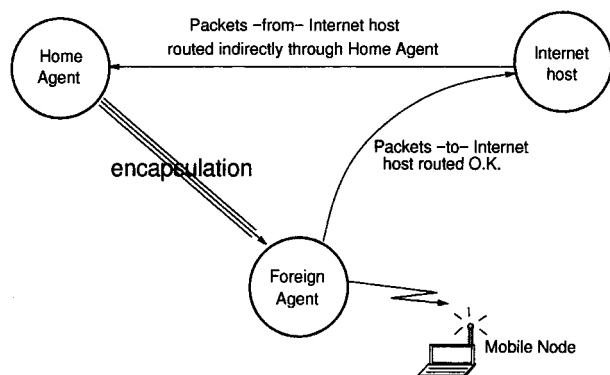 Packets –from– Internet host
routed indirectly through Home Agent
Home
Agent
Internet
host
Packets –to– Internet
host routed O.K.
encapculation
Foreign
Agent
Mobile Node